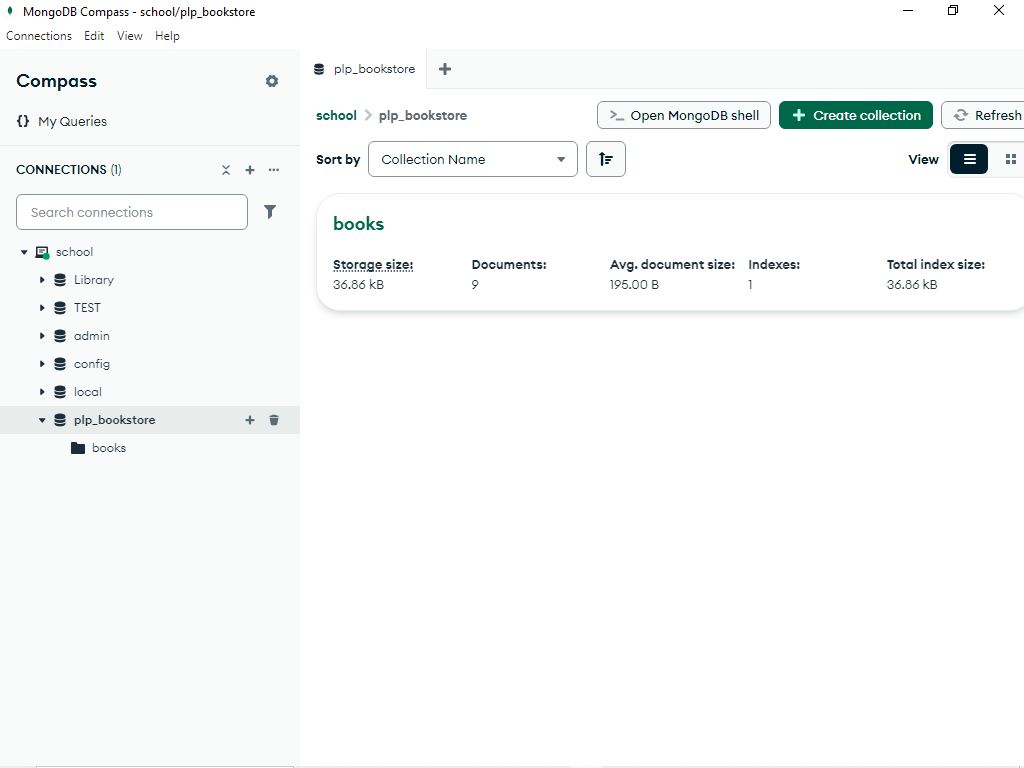 MongoDB Compass - school/plp_bookstore
Connections Edit View Help
Compass
{} My Queries
CONNECTIONS (1)
Search connections
school
Library
TEST
admin
config
local
plp_bookstore
books
plp_bookstore
school > plp_bookstore
>_ Open MongoDB shell
+ Create collection
Refresh
Sort by Collection Name
View
books
Storage size: Documents: Avg. document size: Indexes: Total index size:
36.86 kB 9 195.00 B 1 36.86 kB